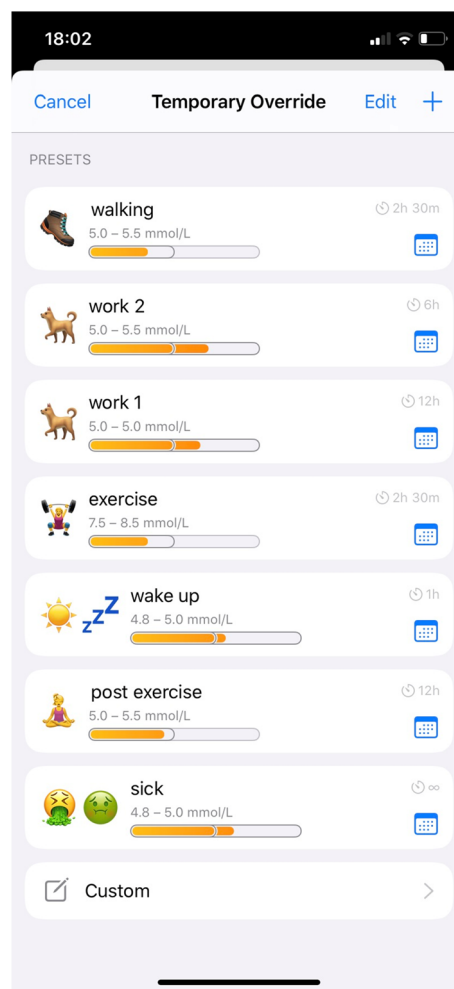 18:02
Cancel
Temporary Override
Edit
PRESETS
walking
2h 30m
5.0 – 5.5 mmol/L
work 2
6h
5.0 – 5.5 mmol/L
work 1
12h
5.0 – 5.0 mmol/L
exercise
2h 30m
7.5 – 8.5 mmol/L
wake up
1h
4.8 – 5.0 mmol/L
post exercise
12h
5.0 – 5.5 mmol/L
sick
∞
4.8 – 5.0 mmol/L
Custom